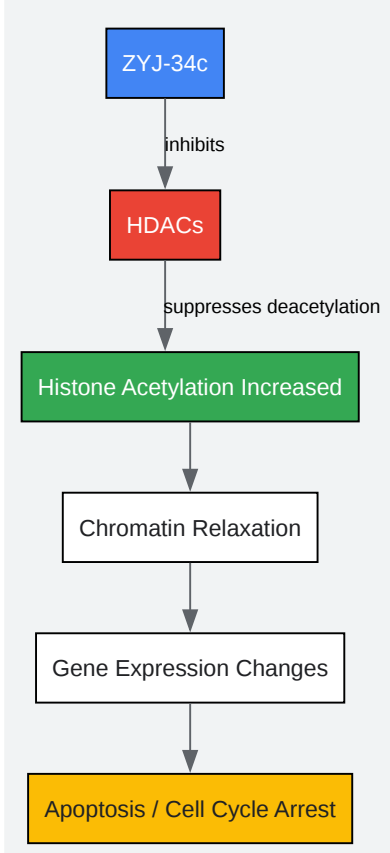 ZYJ-34c
inhibits
HDACs
suppresses deacetylation
Histone Acetylation Increased
Chromatin Relaxation
Gene Expression Changes
Apoptosis / Cell Cycle Arrest